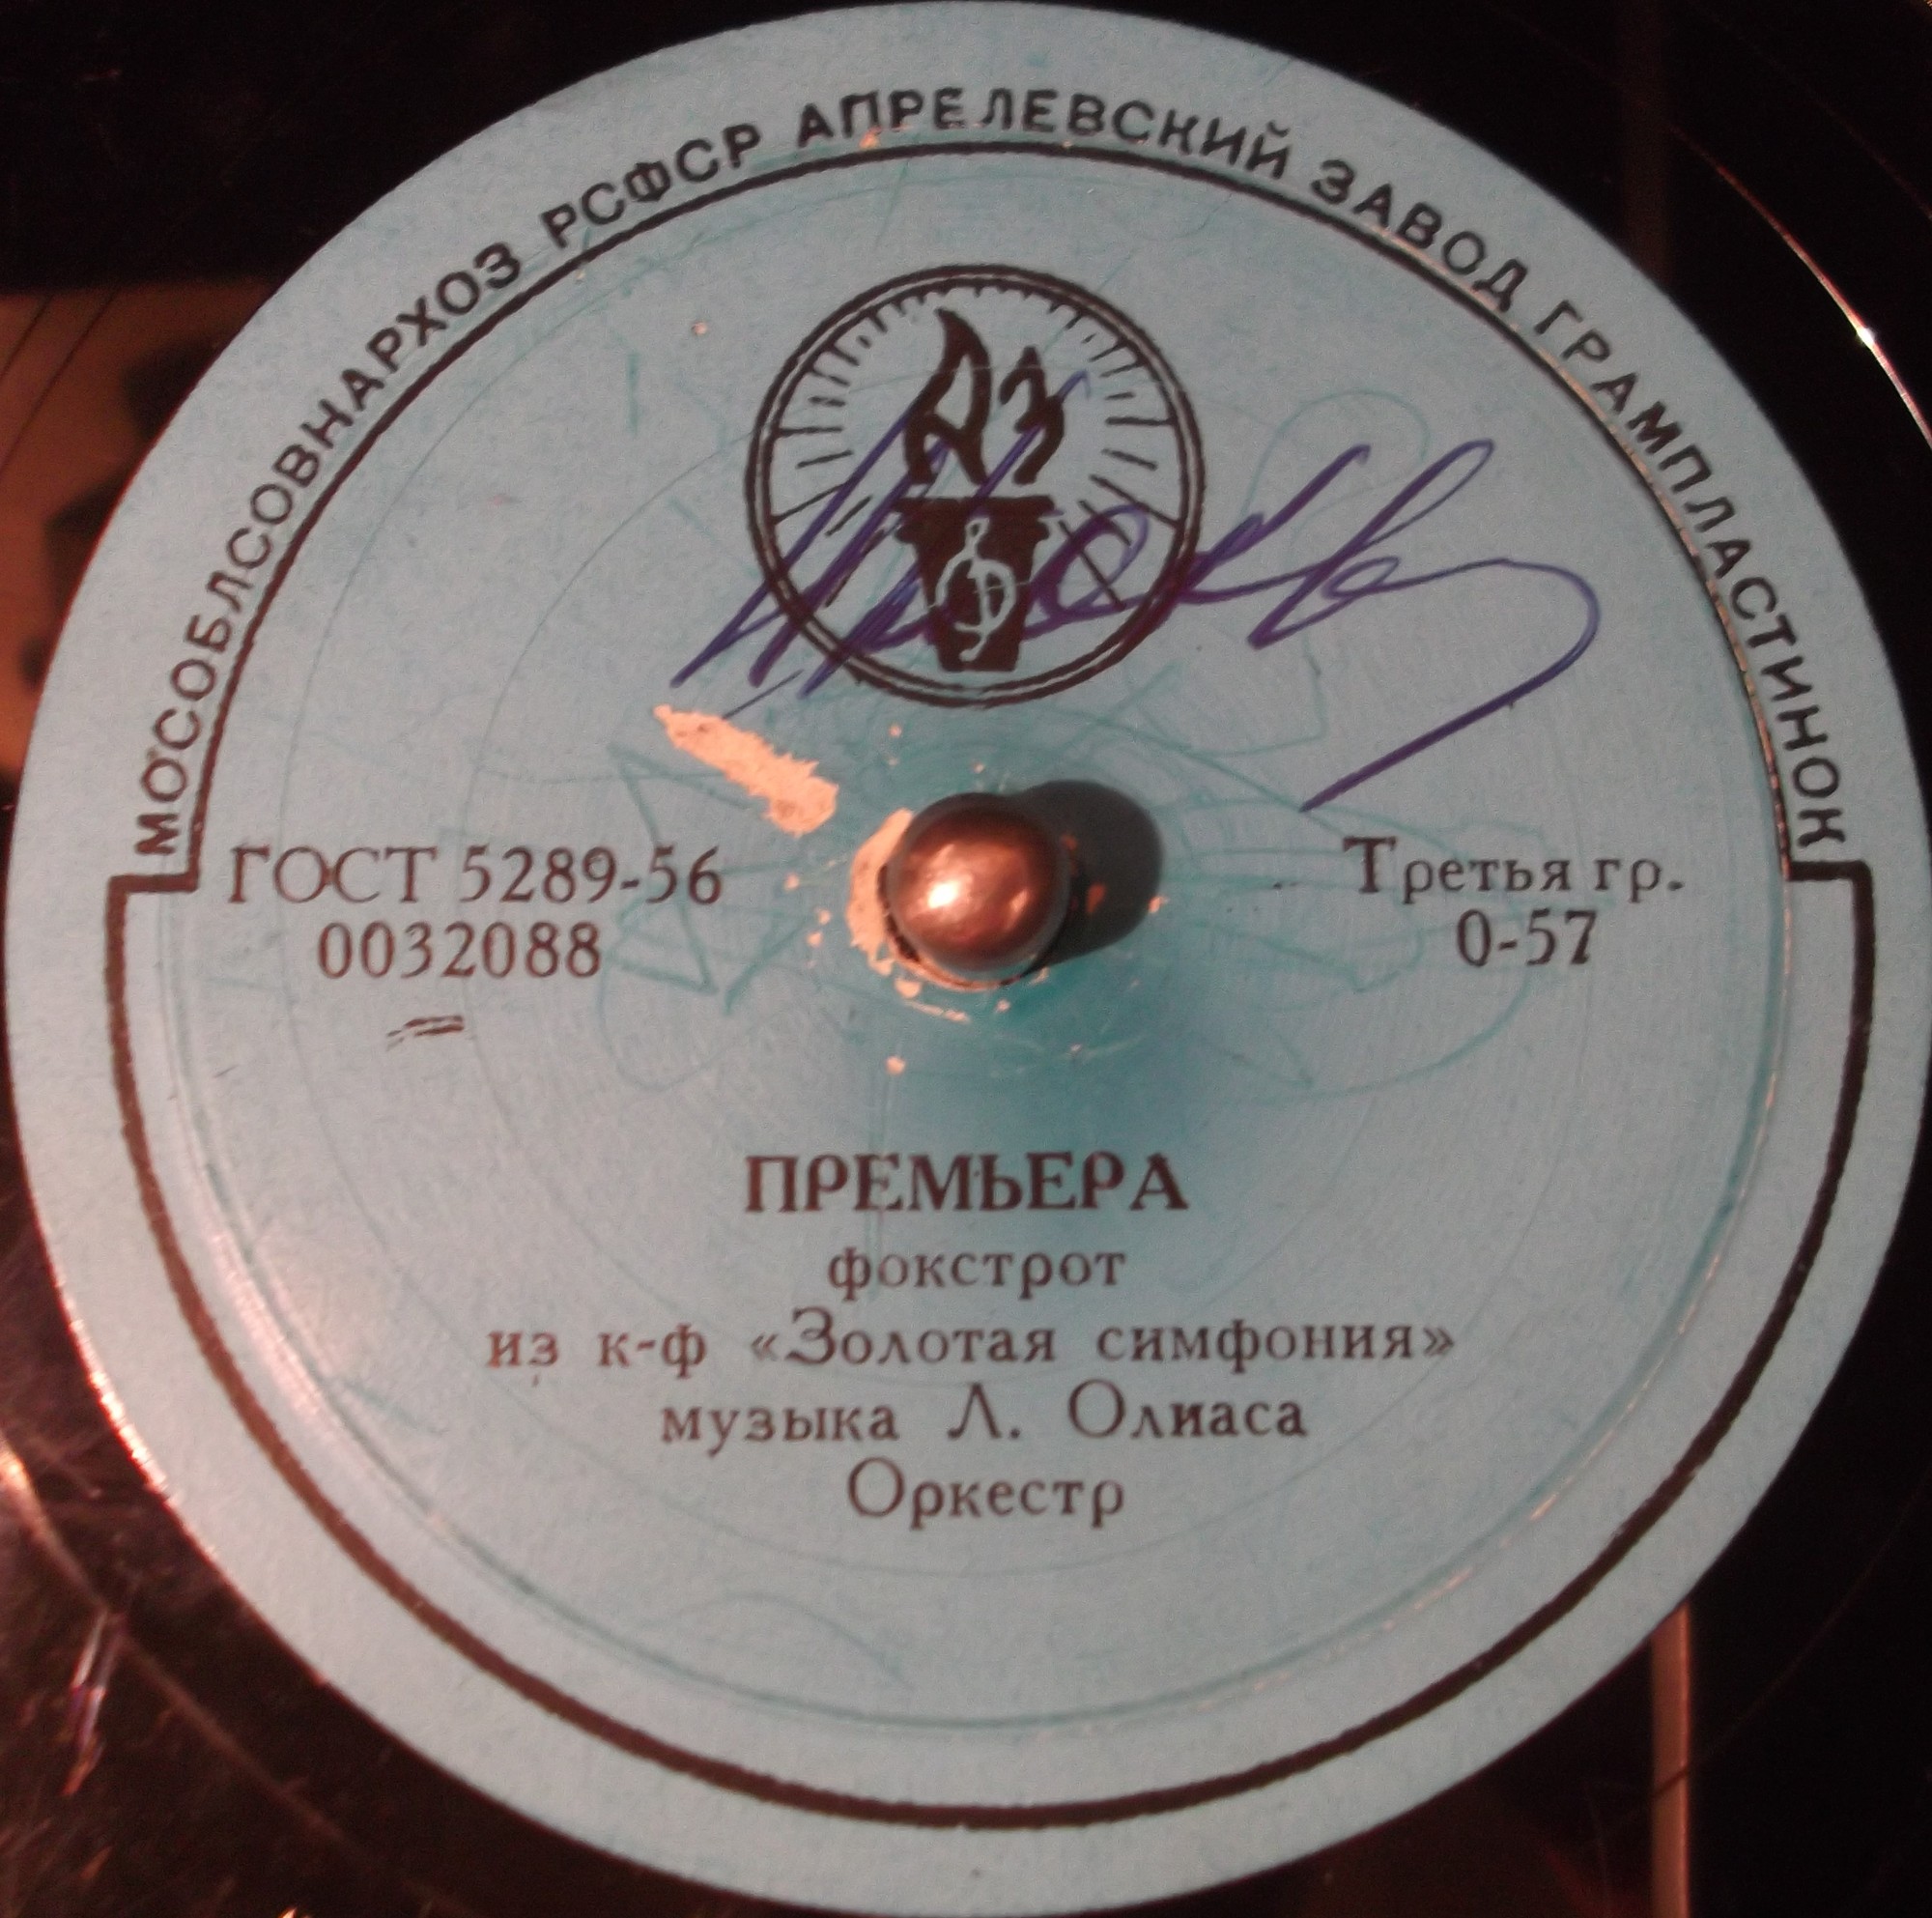 МОСОБЛСОВНАРХОЗ РСФСР АПРЕЛЕВСКИЙ ЗАВОД ГРАМПЛАСТИНОК
ГОСТ 5289-56
0032088
Третья гр.
0-57
ПРЕМЬЕРА
фокстрот
из к-ф «Золотая симфония»
музыка Л. Олиаса
Оркестр